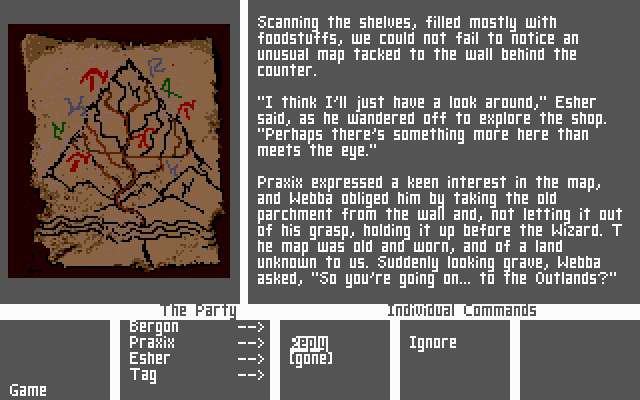 Scanning the shelves, filled mostly with
foodstuffs, we could not fail to notice an
unusual map tacked to the wall behind the
counter.
"I think I'll just have a look around," Esher
said, as he wandered off to explore the shop.
"Perhaps there's something more here than
meets the eye."
Praxix expressed a keen interest in the map,
and Webba obliged him by taking the old
parchment from the wall and, not letting it out
of his grasp, holding it up before the Wizard. T
he map was old and worn, and of a land
unknown to us. Suddenly looking grave, Webba
asked, "So you're going on... to the Outlands?"
The Party
Individual Commands
Bergon -->
Praxix --> Reply Ignore
Esher --> (gone)
Tag -->
Game